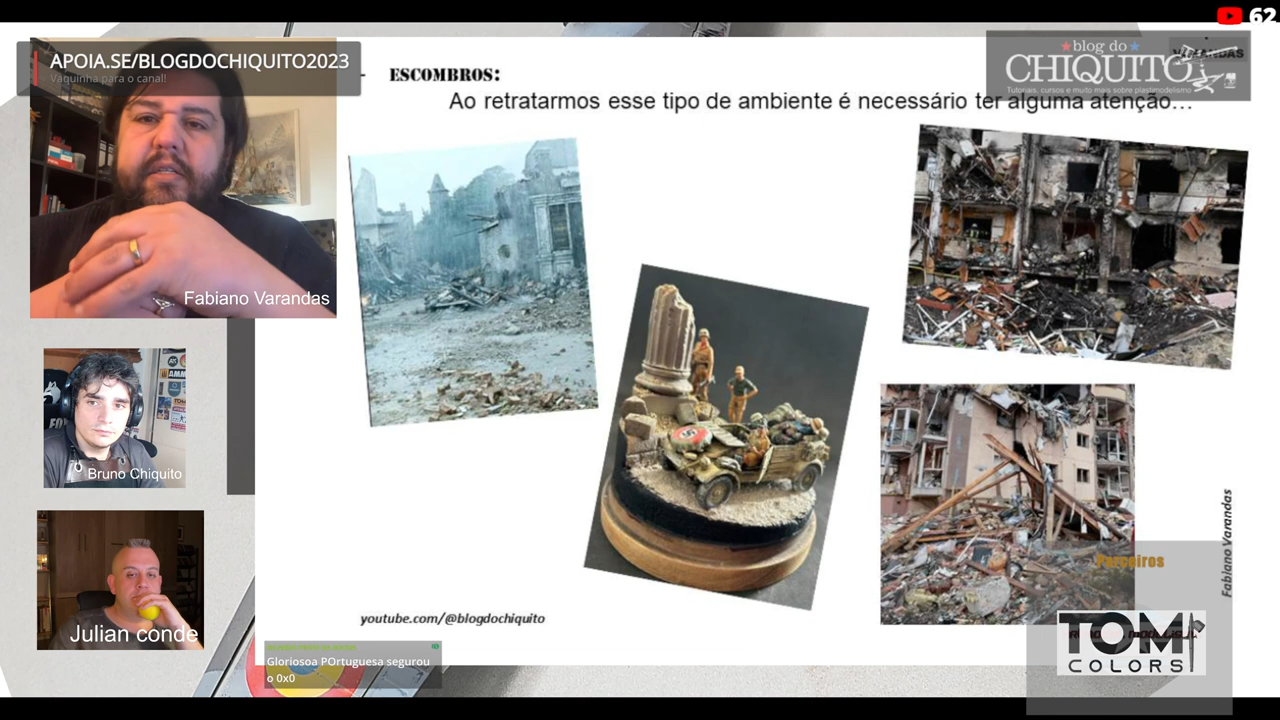 62
APOIA.SE/BLOGDOCHIQUITO2023
Vaquinha para o canal!
blog do
CHIQUITO
Tutoriais, cursos e muito mais sobre plastimodelismo
VARANDAS
ESCOMBROS:
Ao retratarmos esse tipo de ambiente é necessário ter alguma atenção...
Fabiano Varandas
Bruno Chiquito
Julian conde
Fabiano Varandas
Parceiros
TOM
COLORS
youtube.com/@blogdochiquito
Gloriosoa POrtuguesa segurou
o 0x0